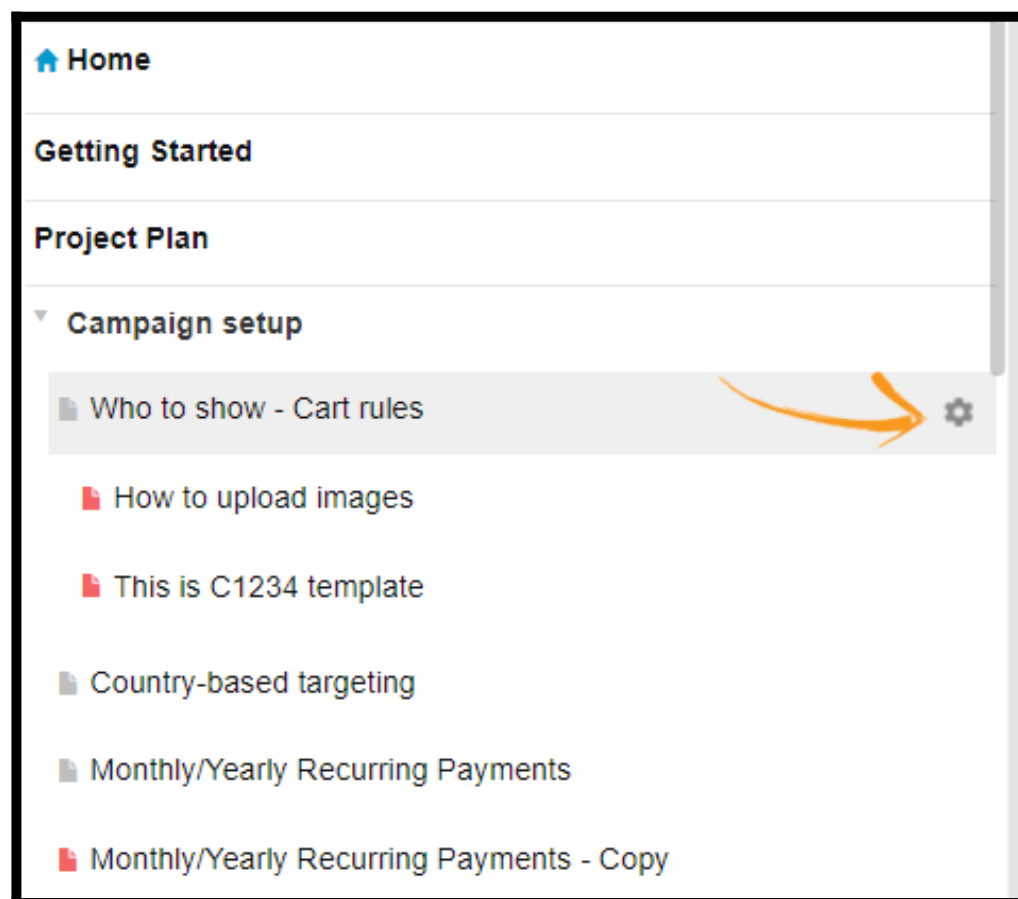 Home
Getting Started
Project Plan
Campaign setup
Who to show - Cart rules
How to upload images
This is C1234 template
Country-based targeting
Monthly/Yearly Recurring Payments
Monthly/Yearly Recurring Payments - Copy